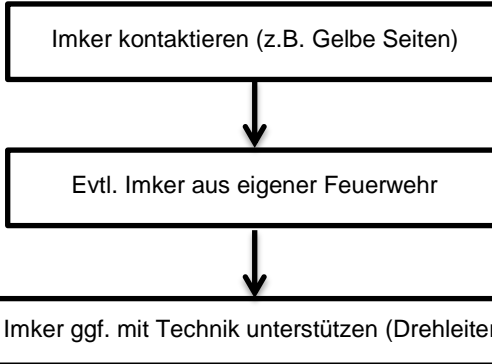 Imker kontaktieren (z.B. Gelbe Seiten)
Evtl. Imker aus eigener Feuerwehr
Imker ggf. mit Technik unterstützen (Drehleiter